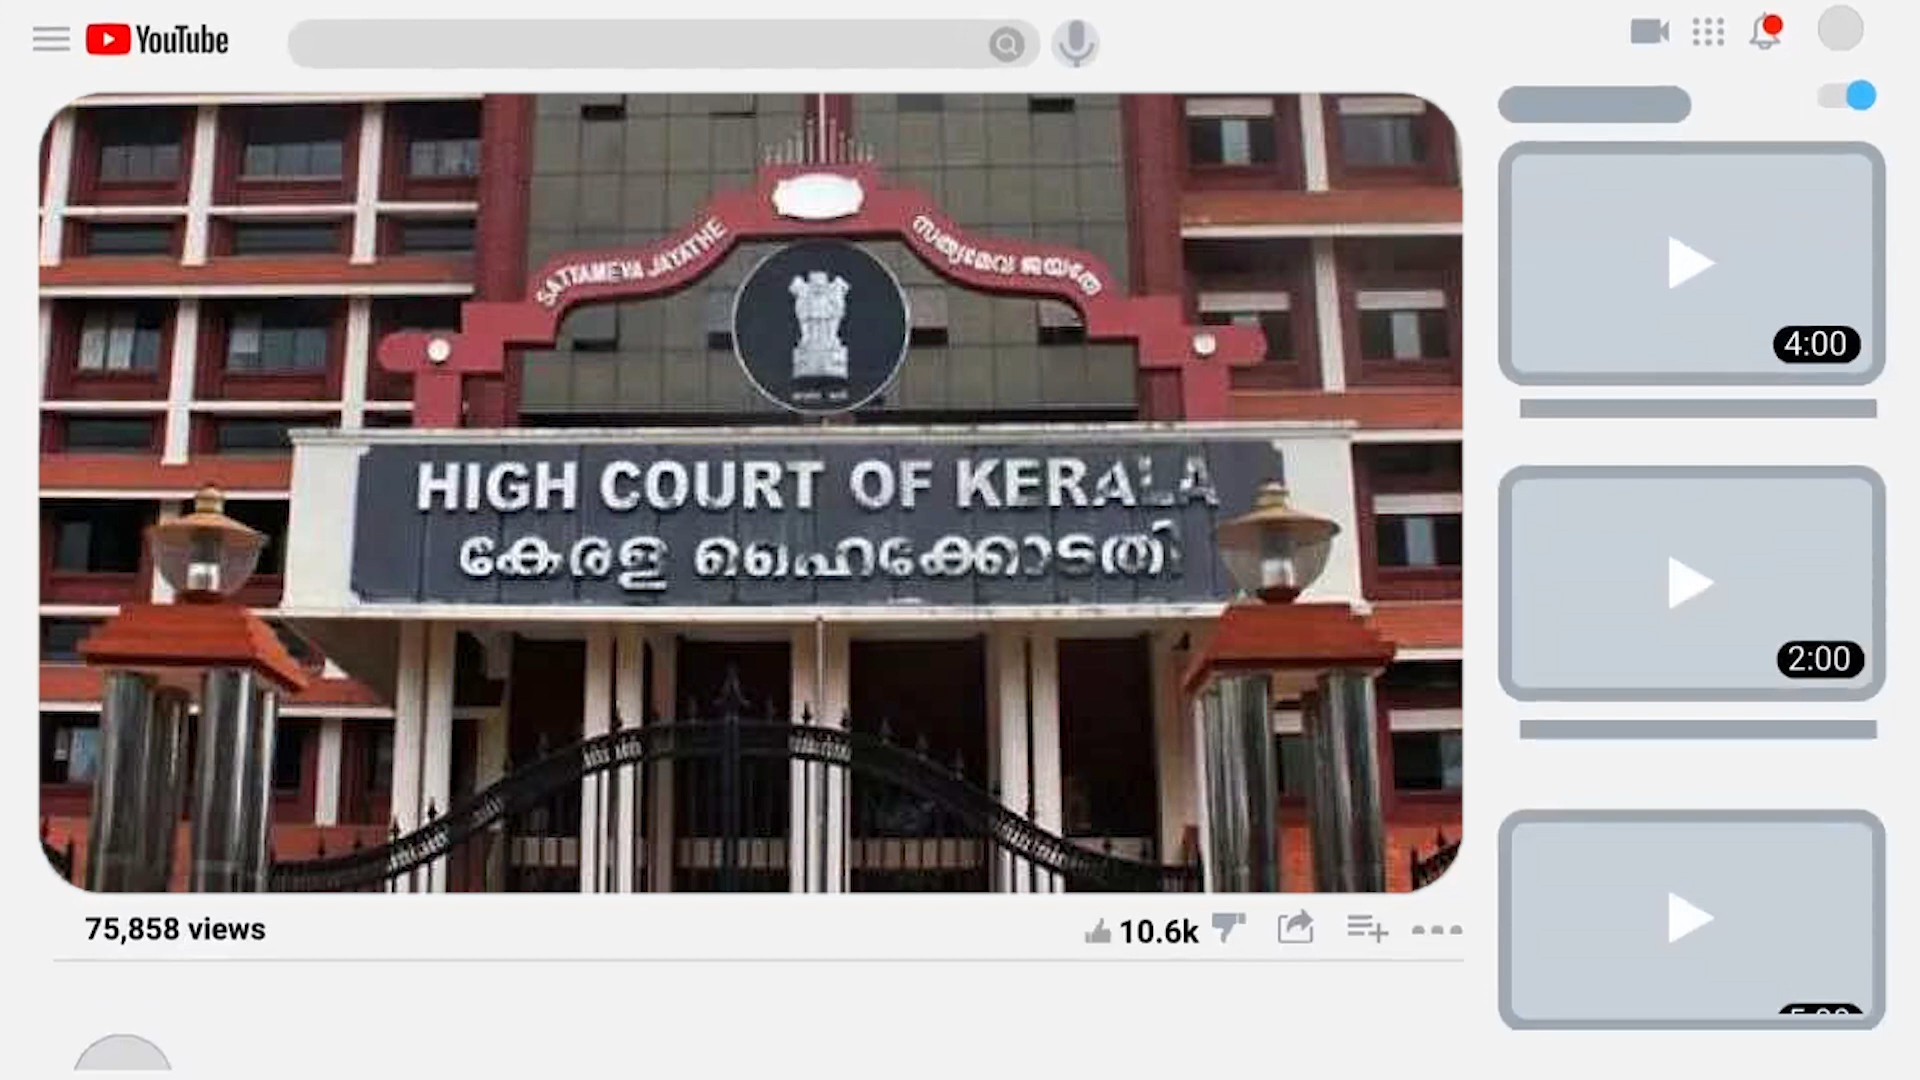 YouTube
SATYAMEVA JAYATHE
സത്യമേവ ജയതേ
4:00
HIGH COURT OF KERALA
കേരള ഹൈക്കോടതി
2:00
75,858 views
10.6k